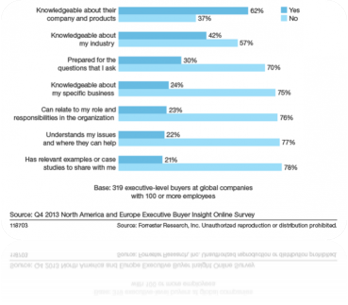 Knowledgeable about their
company and products
62%
37%
Yes
No
Knowledgeable about
my industry
42%
57%
Prepared for the
questions that I ask
30%
70%
Knowledgeable about
my specific business
24%
75%
Can relate to my role and
responsibilities in the organization
23%
76%
Understands my issues
and where they can help
22%
77%
Has relevant examples or case
studies to share with me
21%
78%
Base: 319 executive-level buyers at global companies
with 100 or more employees
Source: Q4 2013 North America and Europe Executive Buyer Insight Online Survey
118703
Source: Forrester Research, Inc. Unauthorized reproduction or distribution prohibited.